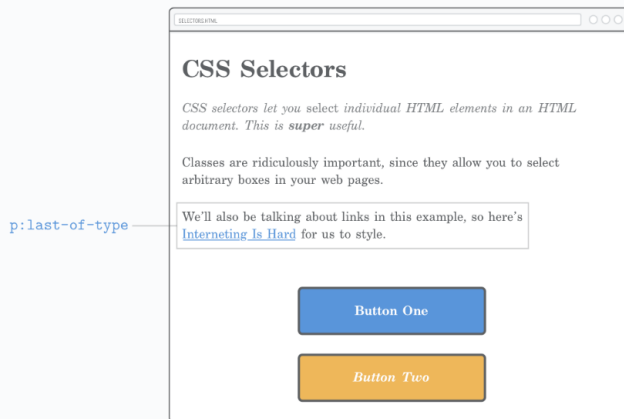 SELECTORS.HTML
CSS Selectors
CSS selectors let you select individual HTML elements in an HTML
document. This is super useful.
Classes are ridiculously important, since they allow you to select
arbitrary boxes in your web pages.
p:last-of-type
We'll also be talking about links in this example, so here's
Interneting Is Hard for us to style.
Button One
Button Two